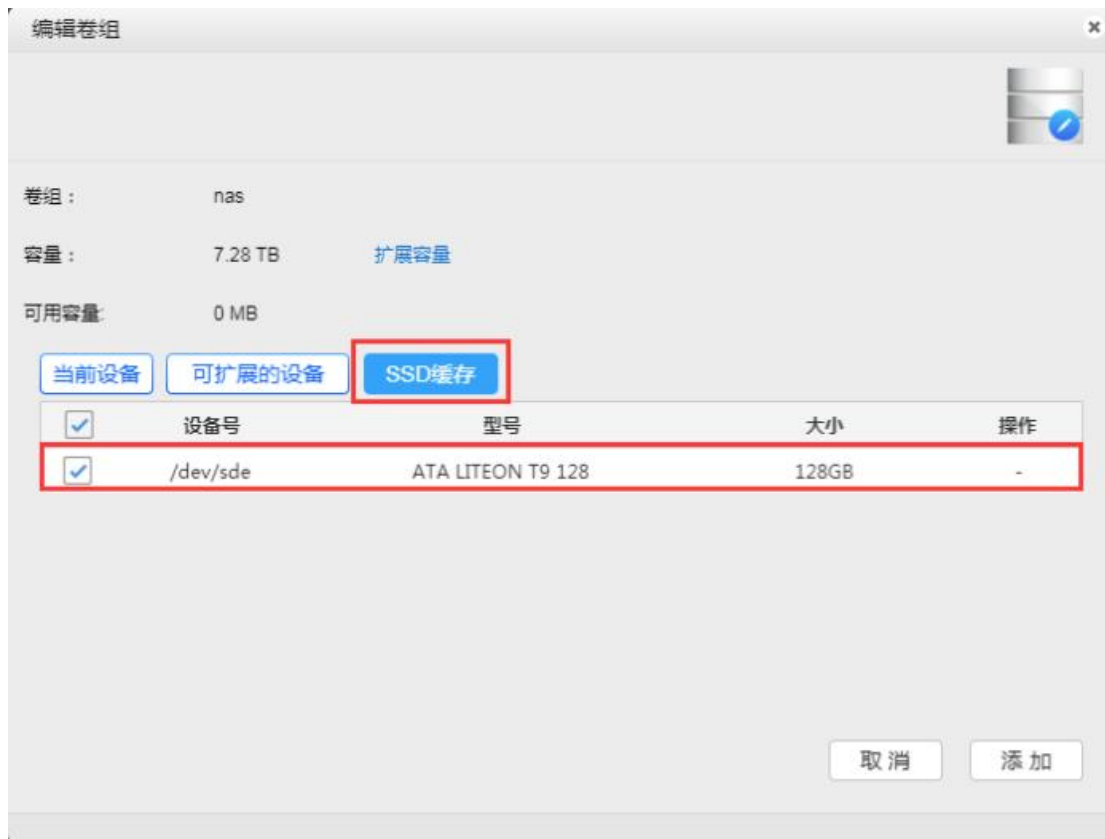 编辑卷组
卷组： nas
容量： 7.28 TB 扩展容量
可用容量: 0 MB
当前设备 可扩展的设备 SSD缓存
设备号 型号 大小 操作
/dev/sde ATA LITEON T9 128 128GB -
取消 添加